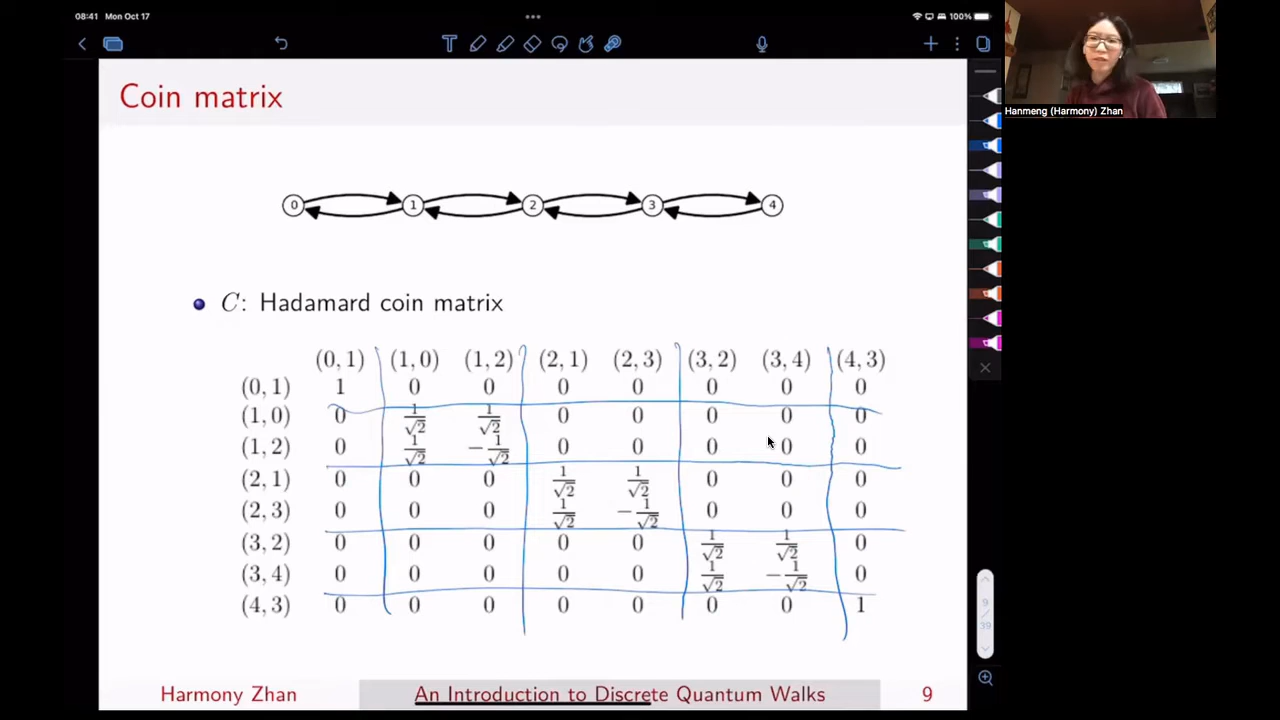 08:41 Mon Oct 17
100%
Hanmeng (Harmony) Zhan
Coin matrix
0 1 2 3 4
C: Hadamard coin matrix
(0, 1) (1, 0) (1, 2) (2, 1) (2, 3) (3, 2) (3, 4) (4, 3)
(0, 1) 1 0 0 0 0 0 0 0
(1, 0) 0 1/√2 1/√2 0 0 0 0 0
(1, 2) 0 1/√2 −1/√2 0 0 0 0 0
(2, 1) 0 0 0 1/√2 1/√2 0 0 0
(2, 3) 0 0 0 1/√2 −1/√2 0 0 0
(3, 2) 0 0 0 0 0 1/√2 1/√2 0
(3, 4) 0 0 0 0 0 1/√2 −1/√2 0
(4, 3) 0 0 0 0 0 0 0 1
9
/
39
Harmony Zhan An Introduction to Discrete Quantum Walks 9